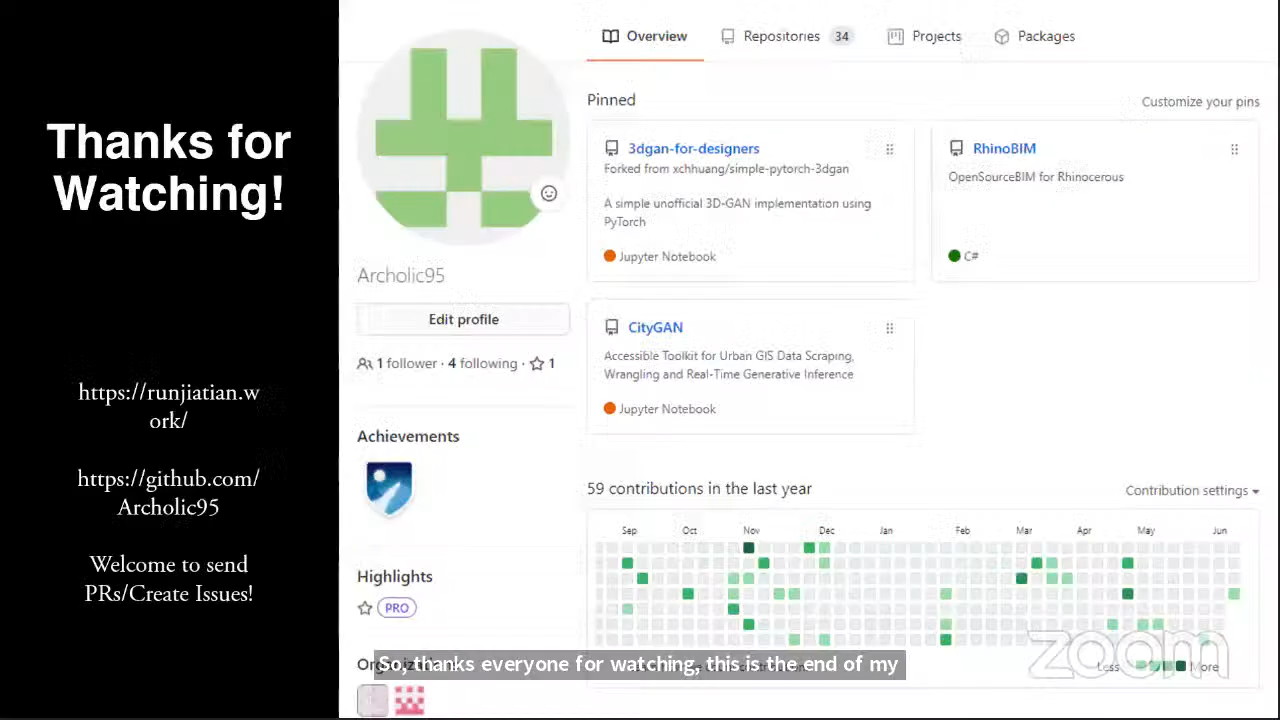 Thanks for
Watching!
https://runjiatian.w
ork/
https://github.com/
Archolic95
Welcome to send
PRs/Create Issues!
Overview
Repositories 34
Projects
Packages
Archolic95
Edit profile
1 follower · 4 following · 1
Achievements
Highlights
PRO
Pinned
Customize your pins
3dgan-for-designers
Forked from xchhuang/simple-pytorch-3dgan
A simple unofficial 3D-GAN implementation using
PyTorch
Jupyter Notebook
RhinoBIM
OpenSourceBIM for Rhinocerous
C#
CityGAN
Accessible Toolkit for Urban GIS Data Scraping,
Wrangling and Real-Time Generative Inference
Jupyter Notebook
59 contributions in the last year
Contribution settings
Sep Oct Nov Dec Jan Feb Mar Apr May Jun
Less More
zoom
So, thanks everyone for watching, this is the end of my